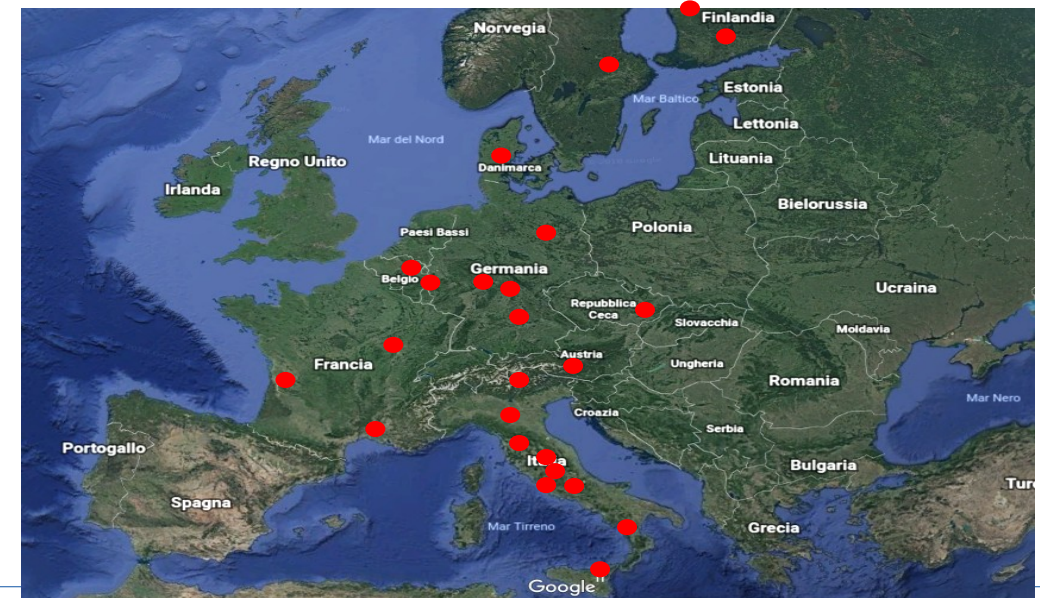 Finlandia
Norvegia
Estonia
Mar Baltico
Lettonia
Mar del Nord
Lituania
Regno Unito
Danimarca
Irlanda
Bielorussia
Polonia
Paesi Bassi
Germania
Belgio
Ucraina
Repubblica
Ceca
Slovacchia
Moldavia
Austria
Francia
Ungheria
Romania
Mar Nero
Croazia
Serbia
Portogallo
Bulgaria
Spagna
Mar Tirreno
Grecia
Google